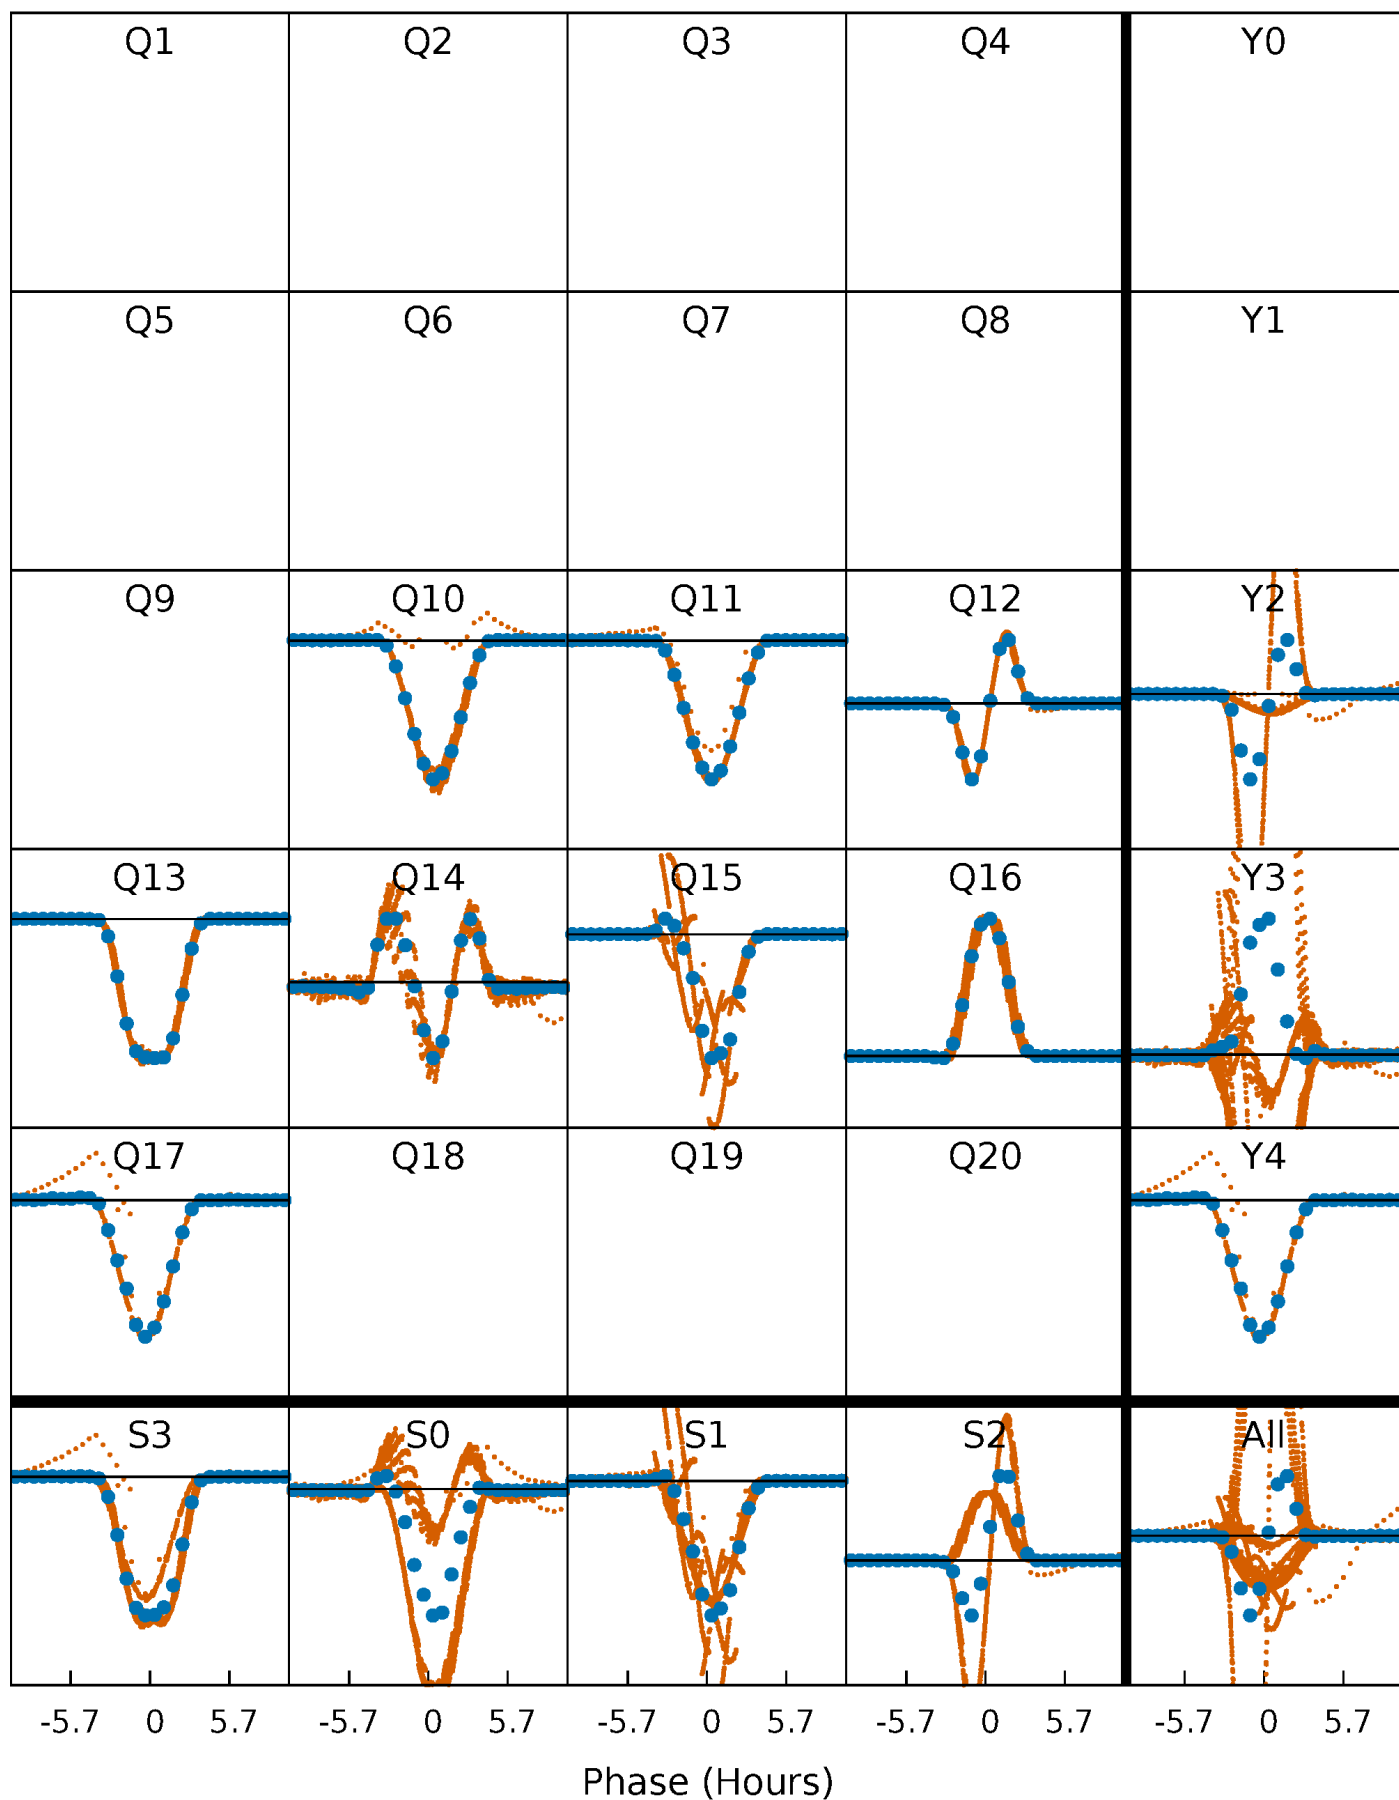 Q1 Q2 Q3 Q4 Y0
Q5 Q6 Q7 Q8 Y1
Q9 Q10 Q11 Q12 Y2
Q13 Q14 Q15 Q16 Y3
Q17 Q18 Q19 Q20 Y4
S3 S0 S1 S2 All
-5.7 0 5.7 -5.7 0 5.7 -5.7 0 5.7 -5.7 0 5.7 -5.7 0 5.7
Phase (Hours)